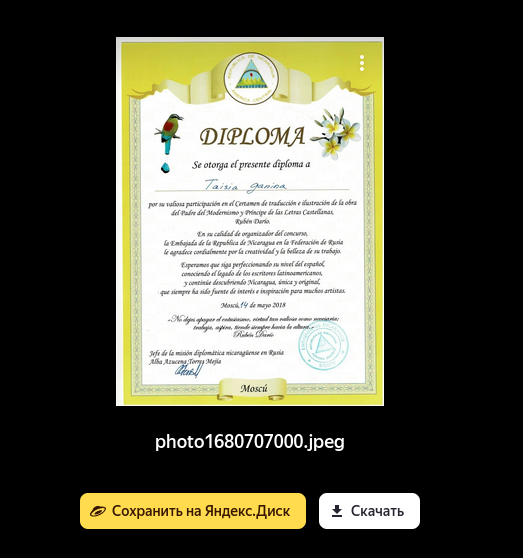 REPÚBLICA DE NICARAGUA
AMÉRICA CENTRAL
DIPLOMA
Se otorga el presente diploma a
Taisia Ganina
por su valiosa participación en el Certamen de traducción e ilustración de la obra
del Padre del Modernismo y Príncipe de las Letras Castellanas,
Rubén Darío.
En su calidad de organizador del concurso,
la Embajada de la República de Nicaragua en la Federación de Rusia
le agradece cordialmente por la creatividad y la belleza de su trabajo.
Esperamos que siga perfeccionando su nivel del español,
conociendo el legado de los escritores latinoamericanos,
y continúe descubriendo Nicaragua, única y original,
que siempre ha sido fuente de interés e inspiración para muchos artistas.
Moscú, 14 de mayo 2018
«No dejes apagar el entusiasmo, virtud tan valiosa como necesaria;
trabaja, aspira, tiende siempre hacia la altura.»
Rubén Darío
Jefe de la misión diplomática nicaragüense en Rusia
Alba Azucena Torres Mejía
Moscú
photo1680707000.jpeg
Сохранить на Яндекс.Диск
Скачать